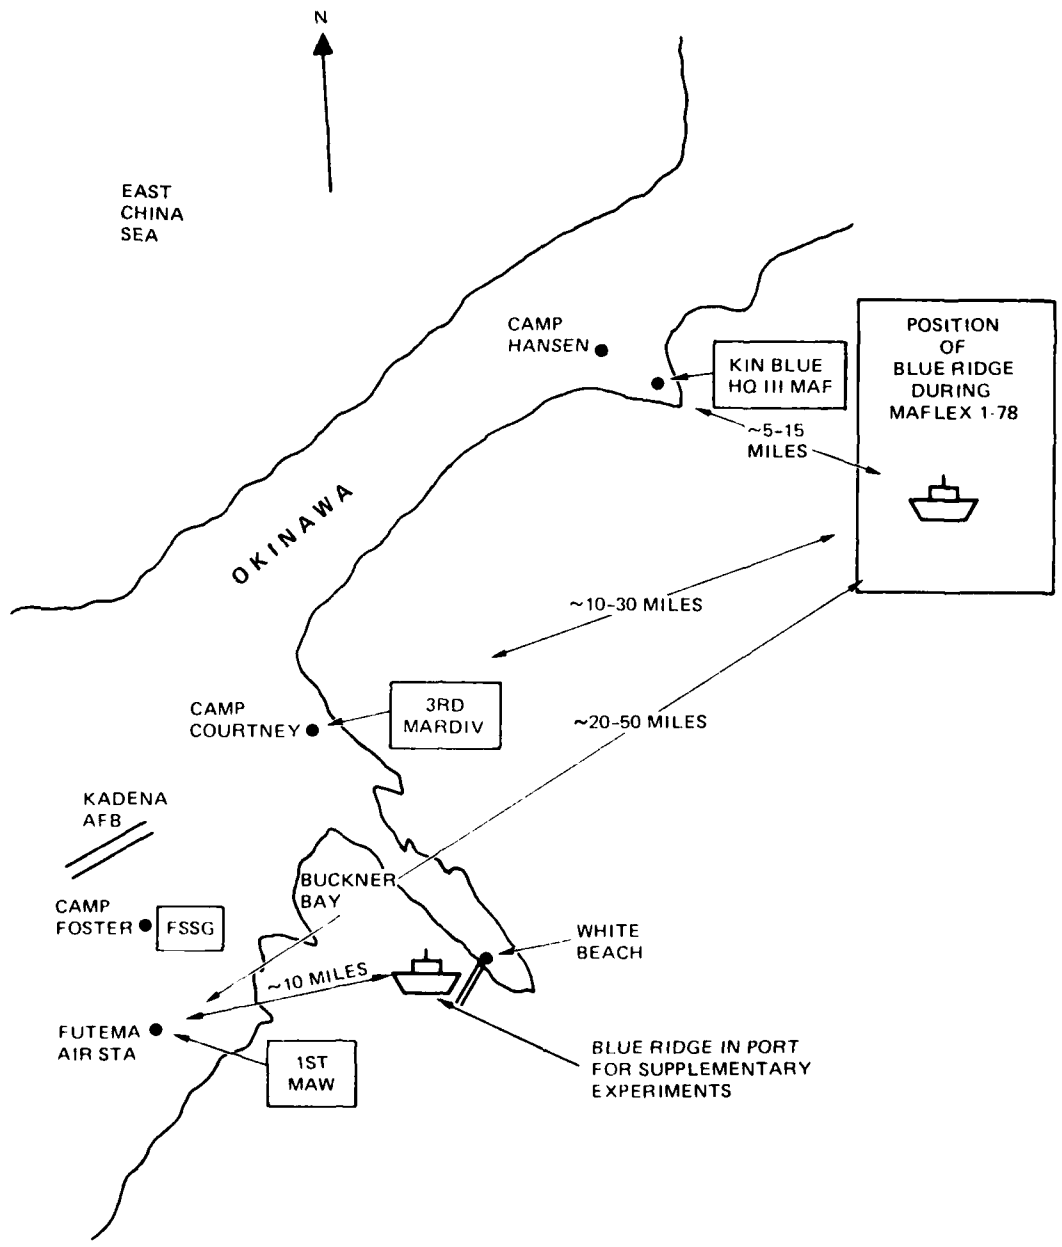 N
EAST
CHINA
SEA
CAMP
HANSEN
KIN BLUE
HQ III MAF
POSITION
OF
BLUE RIDGE
DURING
MAFLEX 1-78
~5-15
MILES
OKINAWA
~10-30 MILES
CAMP
COURTNEY
3RD
MARDIV
~20-50 MILES
KADENA
AFB
BUCKNER
BAY
CAMP
FOSTER
FSSG
WHITE
BEACH
~10 MILES
FUTEMA
AIR STA
1ST
MAW
BLUE RIDGE IN PORT
FOR SUPPLEMENTARY
EXPERIMENTS